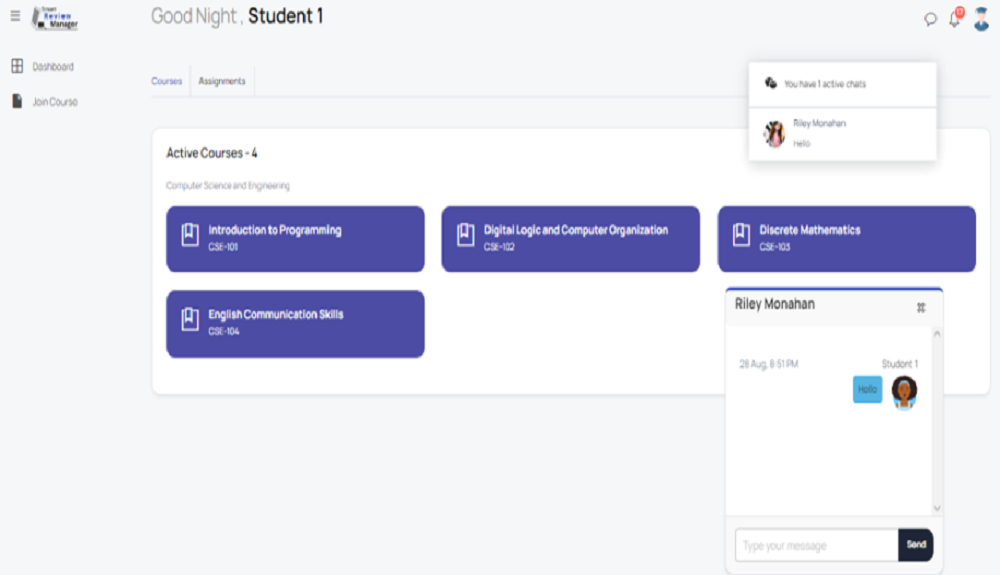 Smart
Review
Manager
Good Night , Student 1
Dashboard
Join Course
Courses
Assignments
You have 1 active chats
Riley Monahan
Hello
Active Courses - 4
Computer Science and Engineering
Introduction to Programming
CSE-101
Digital Logic and Computer Organization
CSE-102
Discrete Mathematics
CSE-103
English Communication Skills
CSE-104
Riley Monahan
28 Aug, 8:51 PM
Student 1
Hello
Type your message
Send